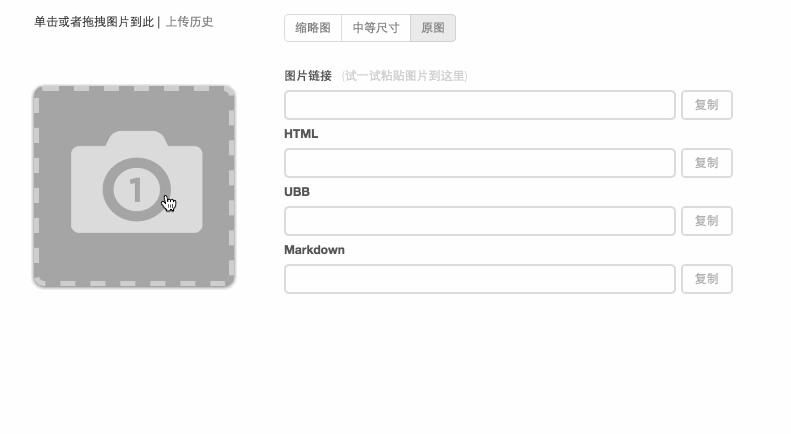 单击或者拖拽图片到此 | 上传历史
1
缩略图 中等尺寸 原图
图片链接 (试一试粘贴图片到这里)
复制
HTML
复制
UBB
复制
Markdown
复制